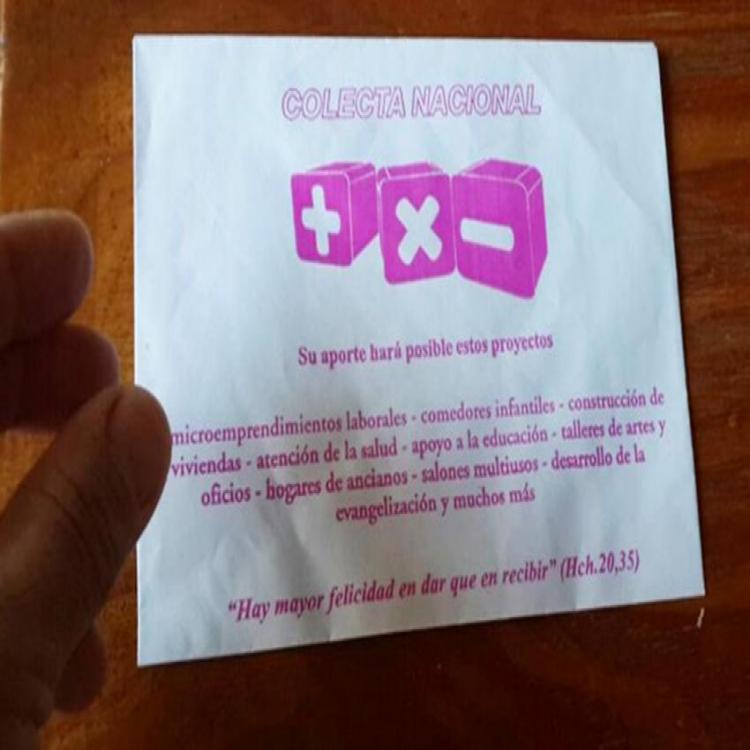 COLECTA NACIONAL
+ x -
Su aporte hará posible estos proyectos
microemprendimientos laborales - comedores infantiles - construcción de
viviendas - atención de la salud - apoyo a la educación - talleres de artes y
oficios - hogares de ancianos - salones multiusos - desarrollo de la
evangelización y muchos más
“Hay mayor felicidad en dar que en recibir” (Hch.20,35)